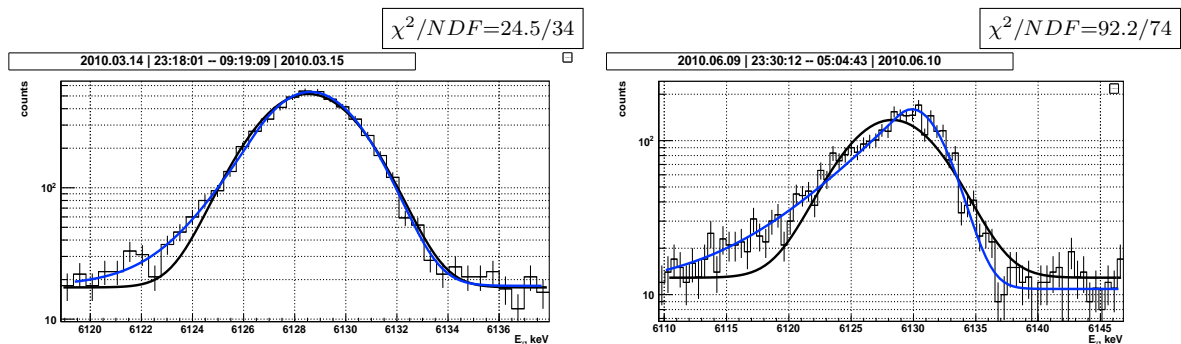 χ²/NDF=24.5/34
2010.03.14 | 23:18:01 -- 09:19:09 | 2010.03.15
counts
10²
10
6120 6122 6124 6126 6128 6130 6132 6134 6136
E_γ, keV
χ²/NDF=92.2/74
2010.06.09 | 23:30:12 -- 05:04:43 | 2010.06.10
counts
10²
10
6110 6115 6120 6125 6130 6135 6140 6145
E_γ, keV